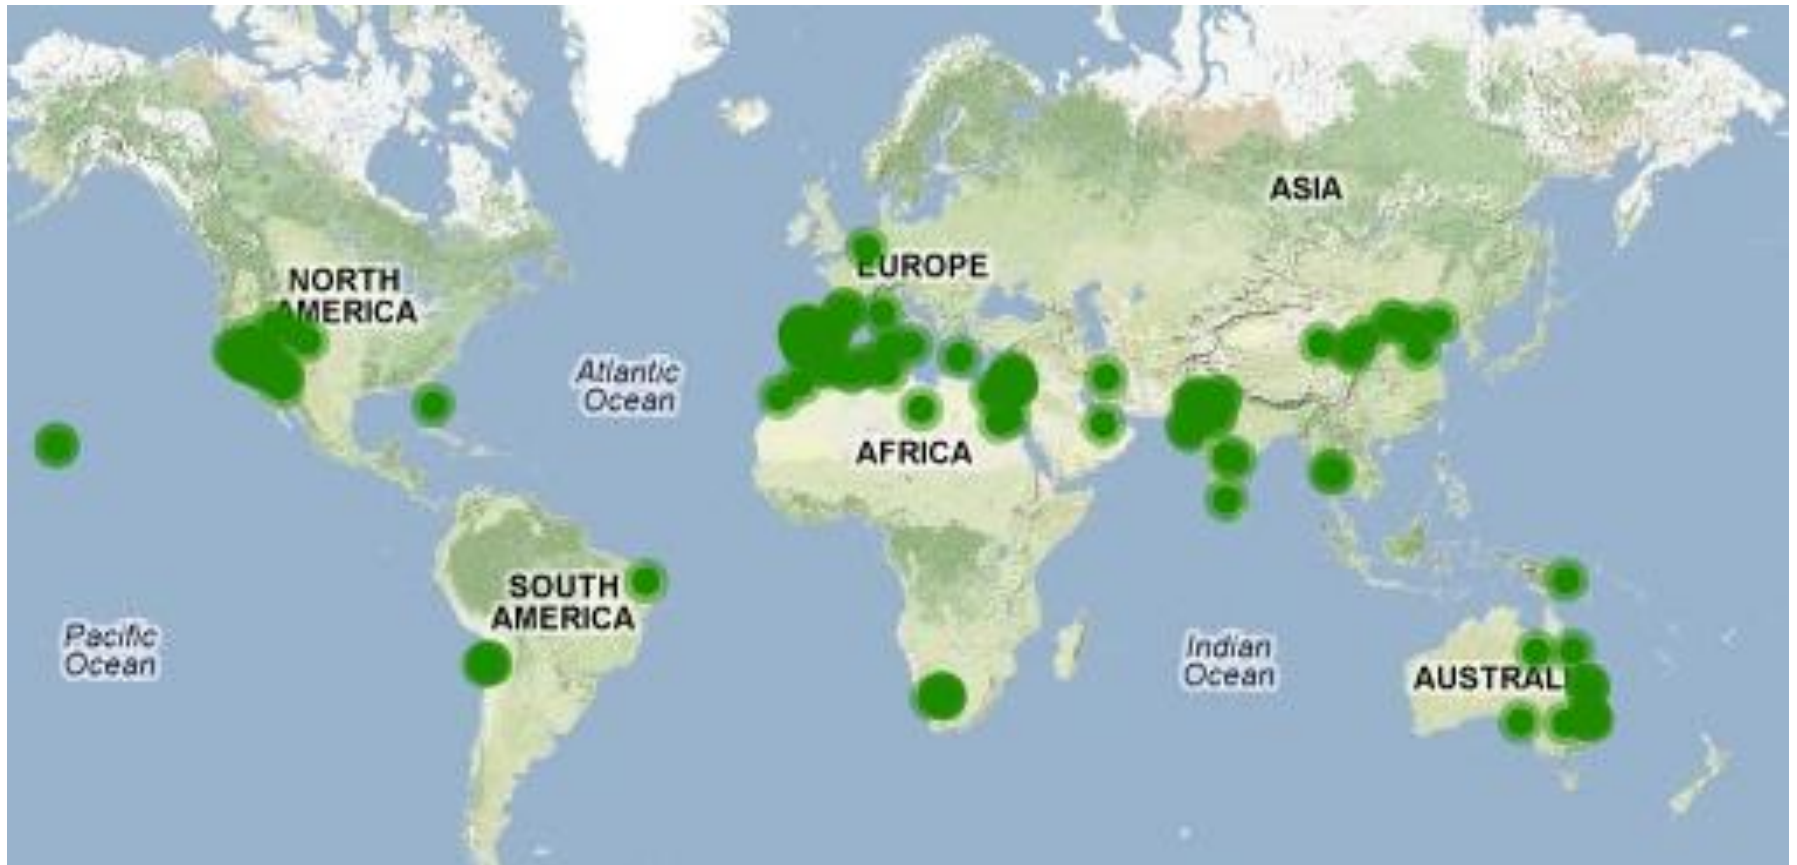 ASIA
EUROPE
NORTH
AMERICA
Atlantic
Ocean
AFRICA
SOUTH
AMERICA
Pacific
Ocean
Indian
Ocean
AUSTRALI